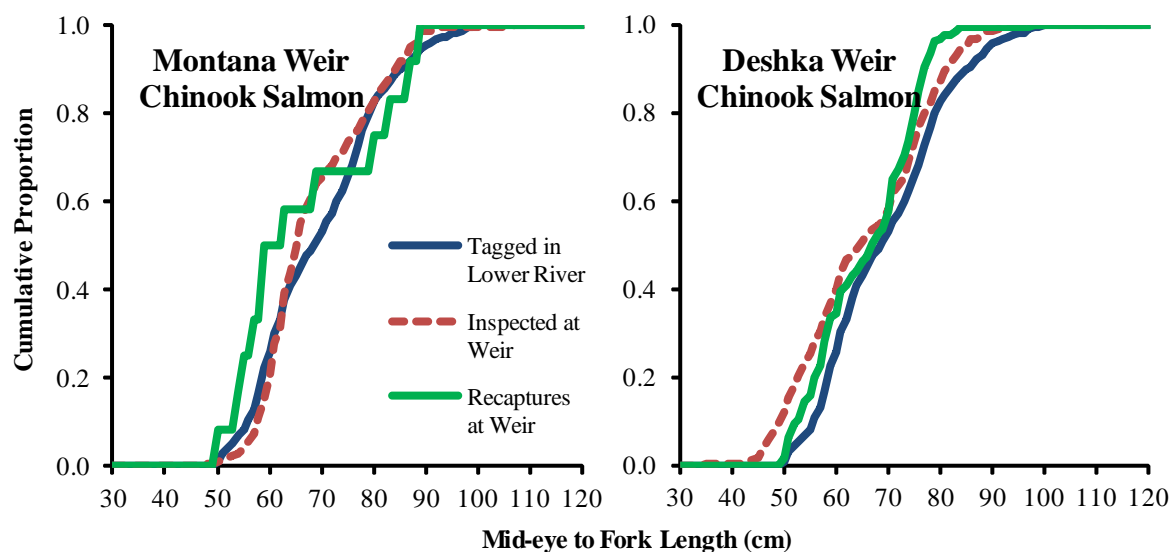 Montana Weir
Chinook Salmon
Cumulative Proportion
1.0
0.8
0.6
0.4
0.2
0.0
30 40 50 60 70 80 90 100 110 120
Tagged in
Lower River
Inspected at
Weir
Recaptures
at Weir
Deshka Weir
Chinook Salmon
1.0
0.8
0.6
0.4
0.2
0.0
30 40 50 60 70 80 90 100 110 120
Mid-eye to Fork Length (cm)